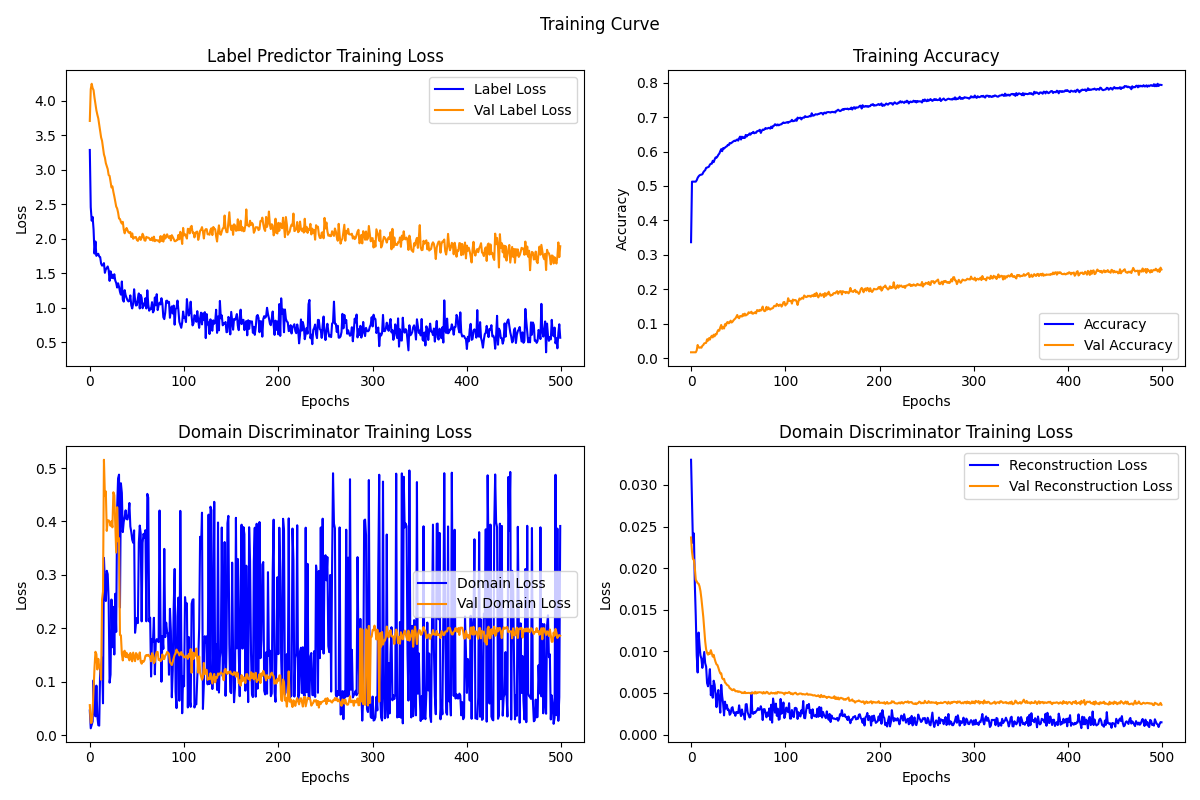 Training Curve
Label Predictor Training Loss
Loss
4.0
3.5
3.0
2.5
2.0
1.5
1.0
0.5
Label Loss
Val Label Loss
0 100 200 300 400 500
Epochs
Training Accuracy
Accuracy
0.8
0.7
0.6
0.5
0.4
0.3
0.2
0.1
0.0
Accuracy
Val Accuracy
0 100 200 300 400 500
Epochs
Domain Discriminator Training Loss
Loss
0.5
0.4
0.3
0.2
0.1
0.0
Domain Loss
Val Domain Loss
0 100 200 300 400 500
Epochs
Domain Discriminator Training Loss
Loss
0.030
0.025
0.020
0.015
0.010
0.005
0.000
Reconstruction Loss
Val Reconstruction Loss
0 100 200 300 400 500
Epochs